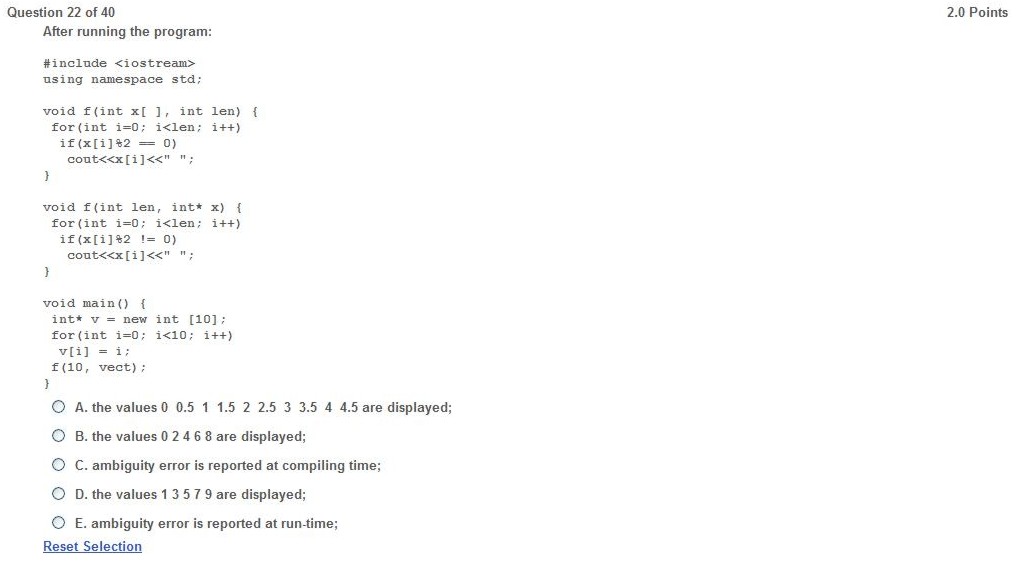 Question 22 of 40
2.0 Points
After running the program:
#include <iostream>
using namespace std;
void f(int x[ ], int len) {
for(int i=0; i<len; i++)
if(x[i]%2 == 0)
cout<<x[i]<<" ";
}
void f(int len, int* x) {
for(int i=0; i<len; i++)
if(x[i]%2 != 0)
cout<<x[i]<<" ";
}
void main() {
int* v = new int [10];
for(int i=0; i<10; i++)
v[i] = i;
f(10, vect);
}
A. the values 0 0.5 1 1.5 2 2.5 3 3.5 4 4.5 are displayed;
B. the values 0 2 4 6 8 are displayed;
C. ambiguity error is reported at compiling time;
D. the values 1 3 5 7 9 are displayed;
E. ambiguity error is reported at run-time;
Reset Selection